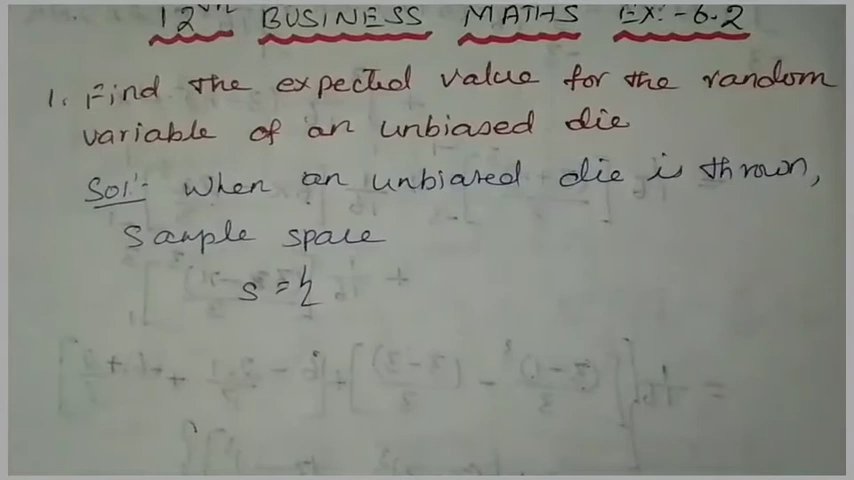 12th BUSINESS MATHS EX:-6.2
1. Find the expected value for the random
variable of an unbiased die
Sol:- When an unbiased die is thrown,
Sample space
S = {